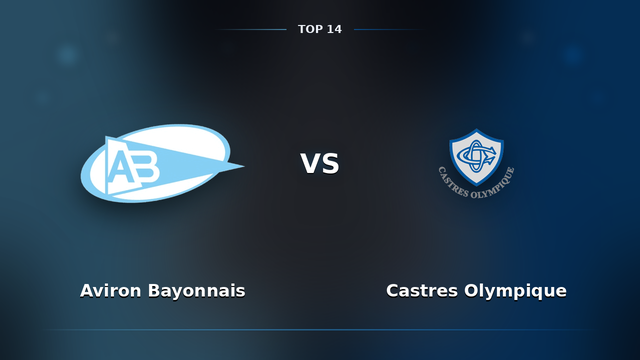 TOP 14
AB
VS
CASTRES OLYMPIQUE
Aviron Bayonnais
Castres Olympique